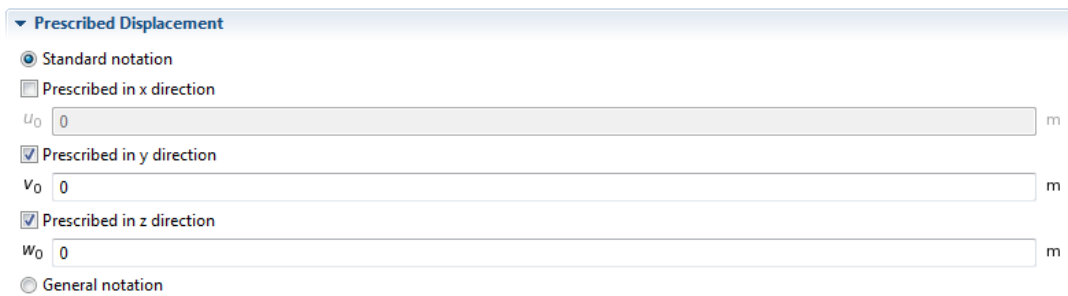 Prescribed Displacement
Standard notation
Prescribed in x direction
u0 0 m
Prescribed in y direction
v0 0 m
Prescribed in z direction
w0 0 m
General notation